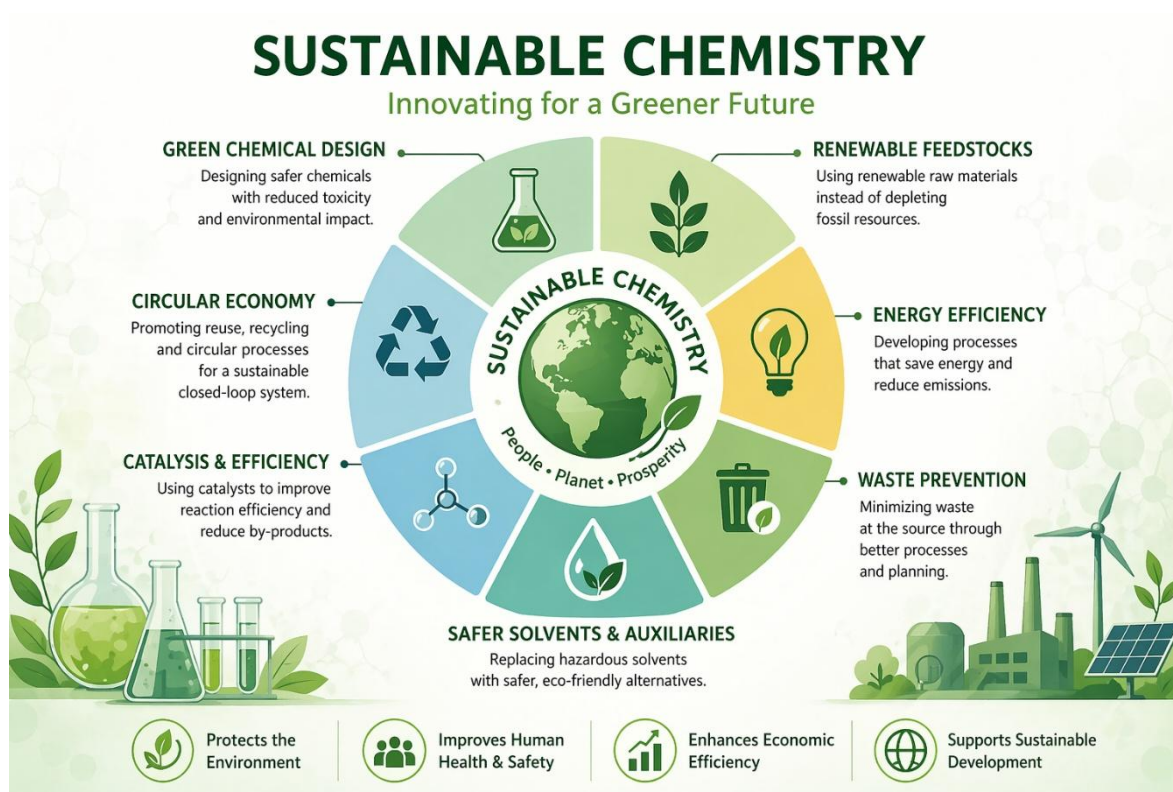 SUSTAINABLE CHEMISTRY
Innovating for a Greener Future
GREEN CHEMICAL DESIGN
Designing safer chemicals
with reduced toxicity
and environmental impact.
RENEWABLE FEEDSTOCKS
Using renewable raw materials
instead of depleting
fossil resources.
CIRCULAR ECONOMY
Promoting reuse, recycling
and circular processes
for a sustainable
closed-loop system.
SUSTAINABLE CHEMISTRY
People • Planet • Prosperity
ENERGY EFFICIENCY
Developing processes
that save energy and
reduce emissions.
CATALYSIS & EFFICIENCY
Using catalysts to improve
reaction efficiency and
reduce by-products.
WASTE PREVENTION
Minimizing waste
at the source through
better processes
and planning.
SAFER SOLVENTS & AUXILIARIES
Replacing hazardous solvents
with safer, eco-friendly alternatives.
Protects the
Environment
Improves Human
Health & Safety
Enhances Economic
Efficiency
Supports Sustainable
Development